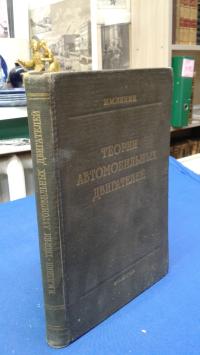 И.М.ЛЕНИН
ТЕОРИЯ
АВТОМОБИЛЬНЫХ
ДВИГАТЕЛЕЙ
И.М.ЛЕНИН - ТЕОРИЯ АВТОМОБИЛЬНЫХ ДВИГАТЕЛЕЙ